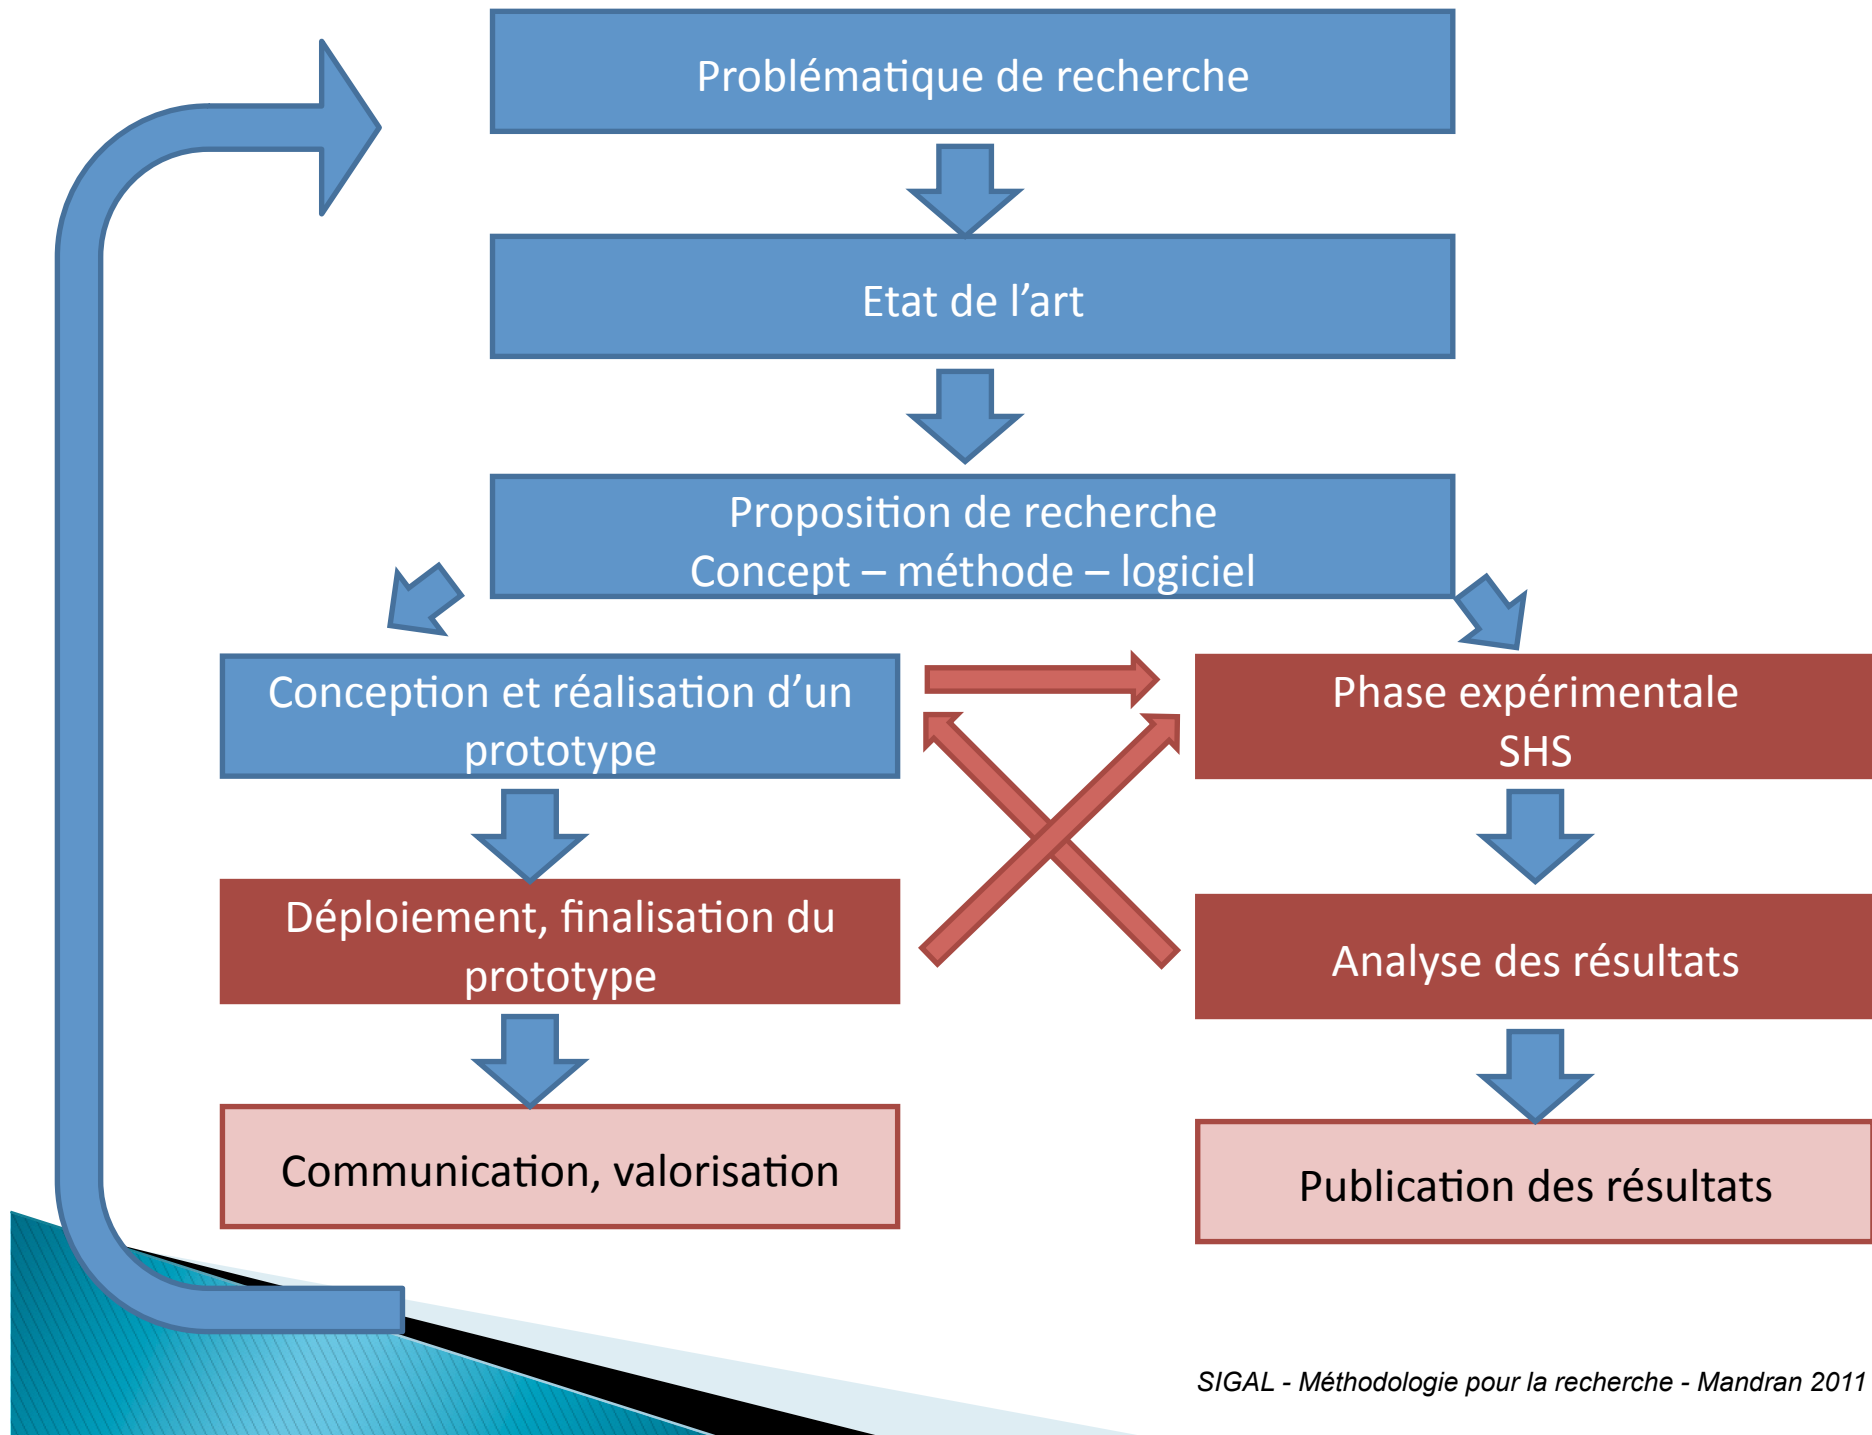 Problématique de recherche
Etat de l’art
Proposition de recherche
Concept – méthode – logiciel
Conception et réalisation d’un
prototype
Phase expérimentale
SHS
Déploiement, finalisation du
prototype
Analyse des résultats
Communication, valorisation
Publication des résultats
SIGAL - Méthodologie pour la recherche - Mandran 2011